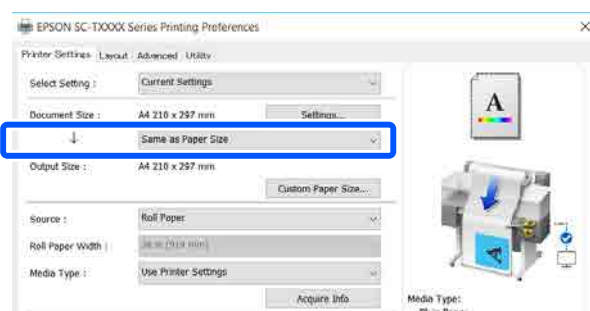 EPSON SC-TXXXX Series Printing Preferences
Printer Settings Layout Advanced Utility
Select Setting : Current Settings
Document Size : A4 210 x 297 mm Settings...
↓ Same as Paper Size
Output Size : A4 210 x 297 mm
Custom Paper Size...
Source : Roll Paper
Roll Paper Width :
Media Type : Use Printer Settings
Acquire Info
A
Media Type: